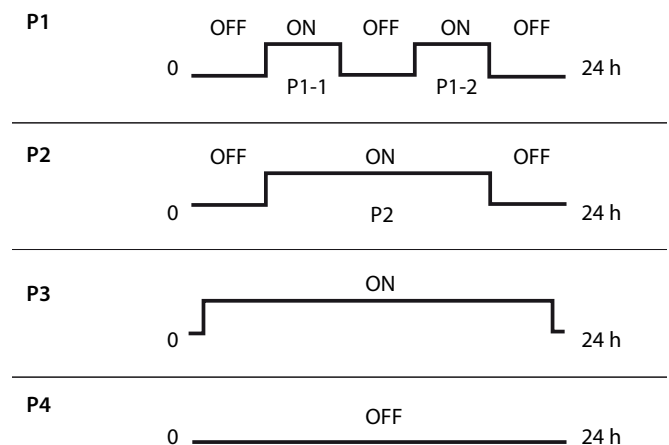 P1
OFF ON OFF ON OFF
0 24 h
P1-1 P1-2
P2
OFF ON OFF
0 24 h
P2
P3
ON
0 24 h
P4
OFF
0 24 h